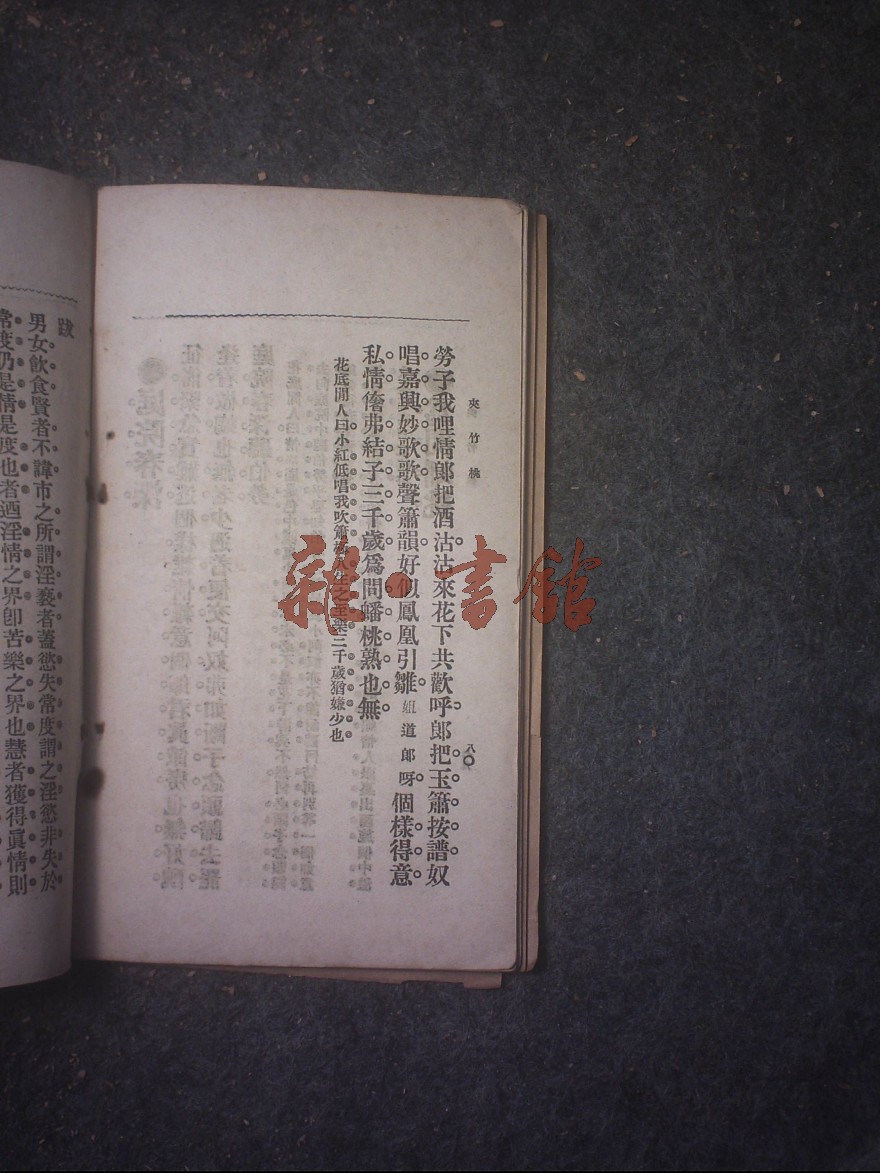 夾竹桃
八〇
勞子我哩情郎把酒沽沽來花下共歡呼郎把玉簫按譜奴
唱嘉興妙歌歌聲簫韻好似鳳凰引雛姐道郎呀個樣得意
私情儋弗結子三千歲爲問蟠桃熟也無
花底閒人曰小紅低唱我吹簫人生之至樂三千歲猶嫌少也
跋
男女飲食賢者不諱市之所謂淫褻者蓋慾失常度謂之淫慾非失於
常度乃是情是度也者迺淫情之界卽苦樂之界也慧者獲得眞情則
雜·書館